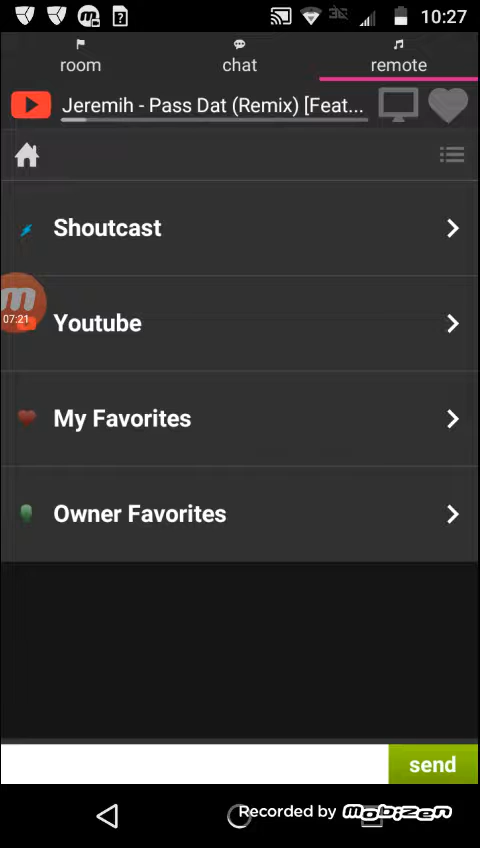 10:27
room
chat
remote
Jeremih - Pass Dat (Remix) [Feat...
Shoutcast
07:21
Youtube
My Favorites
Owner Favorites
send
Recorded by mobizen